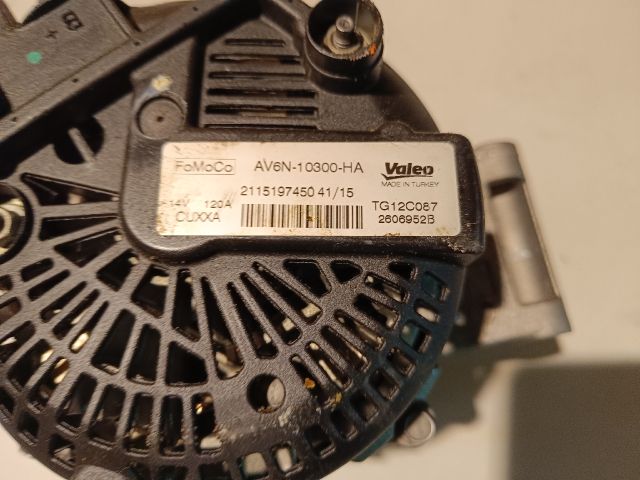 B+
FoMoCo AV6N-10300-HA Valeo
MADE IN TURKEY
2115197450 41/15
14V 120A TG12C087
CUXXA 2606952B